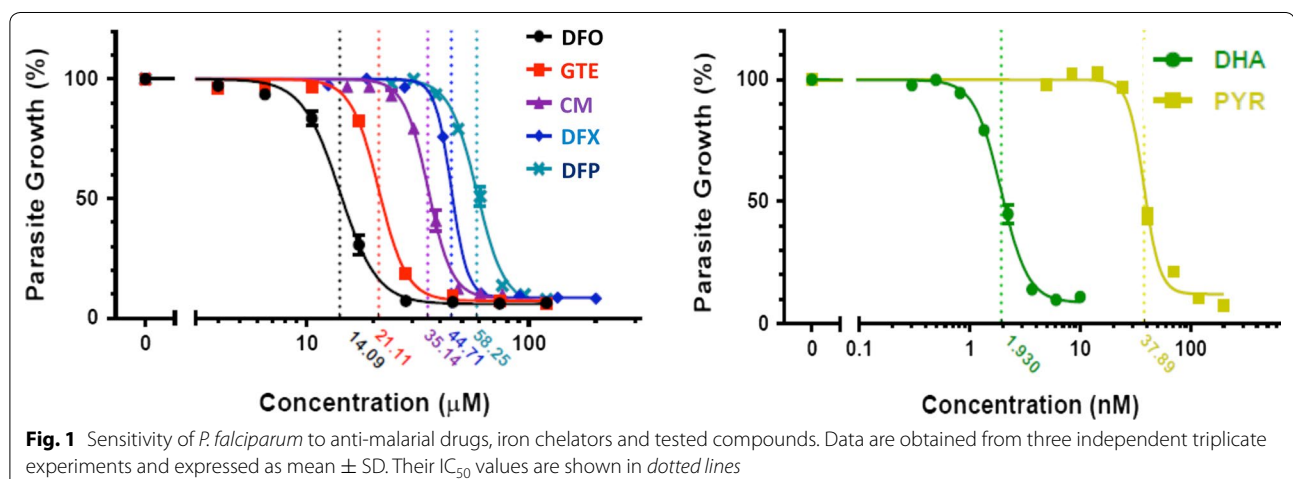 Parasite Growth (%)
100
50
0
DFO
GTE
CM
DFX
DFP
0
10
100
14.09
21.11
35.14
44.71
58.25
Concentration (μM)
Parasite Growth (%)
100
50
0
DHA
PYR
0
0.1
1
10
100
1.930
37.89
Concentration (nM)
Fig. 1 Sensitivity of P. falciparum to anti-malarial drugs, iron chelators and tested compounds. Data are obtained from three independent triplicate
experiments and expressed as mean ± SD. Their IC50 values are shown in dotted lines